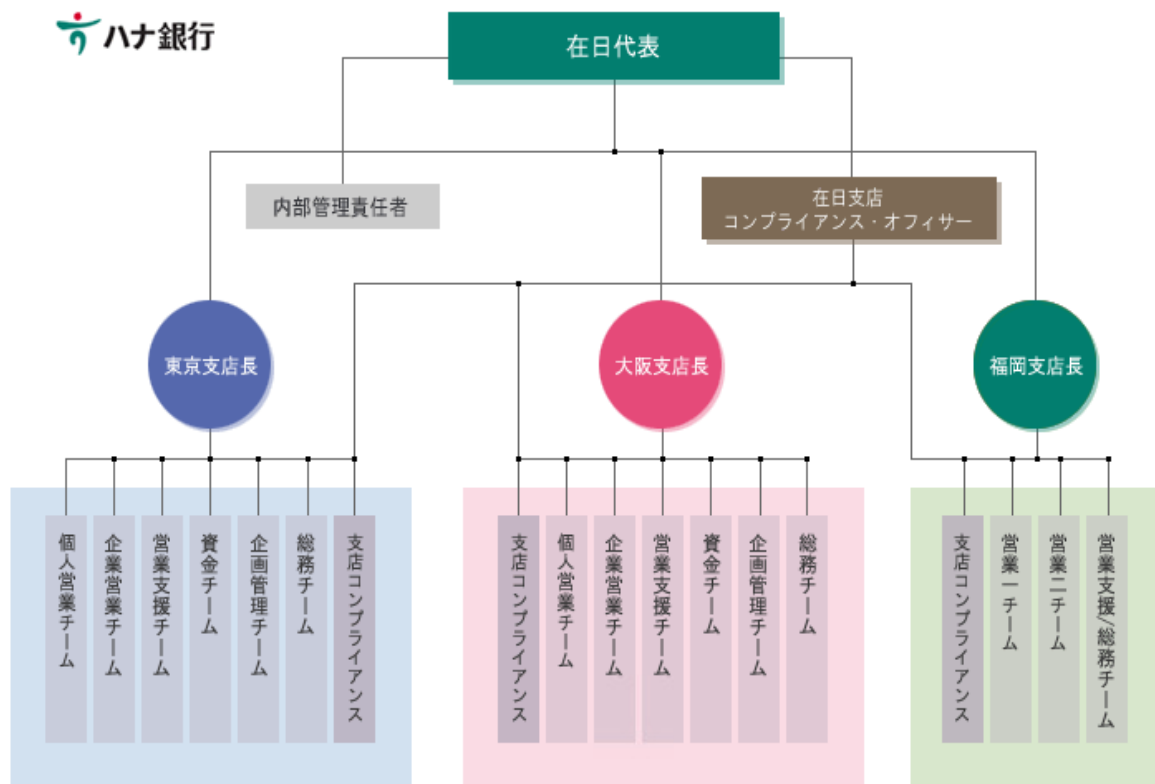 ハナ銀行
在日代表
内部管理責任者
在日支店
コンプライアンス・オフィサー
東京支店長
大阪支店長
福岡支店長
個人営業チーム
企業営業チーム
営業支援チーム
資金チーム
企画管理チーム
総務チーム
支店コンプライアンス
支店コンプライアンス
個人営業チーム
企業営業チーム
営業支援チーム
資金チーム
企画管理チーム
総務チーム
支店コンプライアンス
営業一チーム
営業二チーム
営業支援/総務チーム